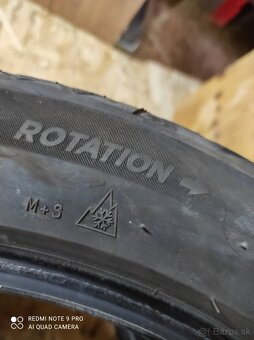 ROTATION
M+S
REDMI NOTE 9 PRO
AI QUAD CAMERA
Bazos.sk